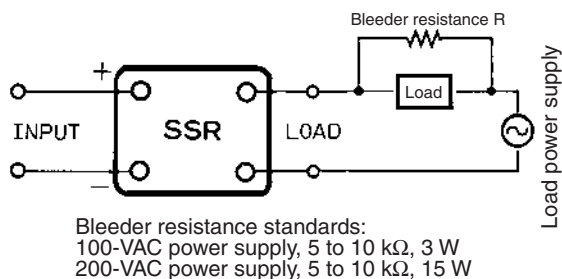 Bleeder resistance R
+
Load
INPUT
SSR
LOAD
−
Load power supply
Bleeder resistance standards:
100-VAC power supply, 5 to 10 kΩ, 3 W
200-VAC power supply, 5 to 10 kΩ, 15 W